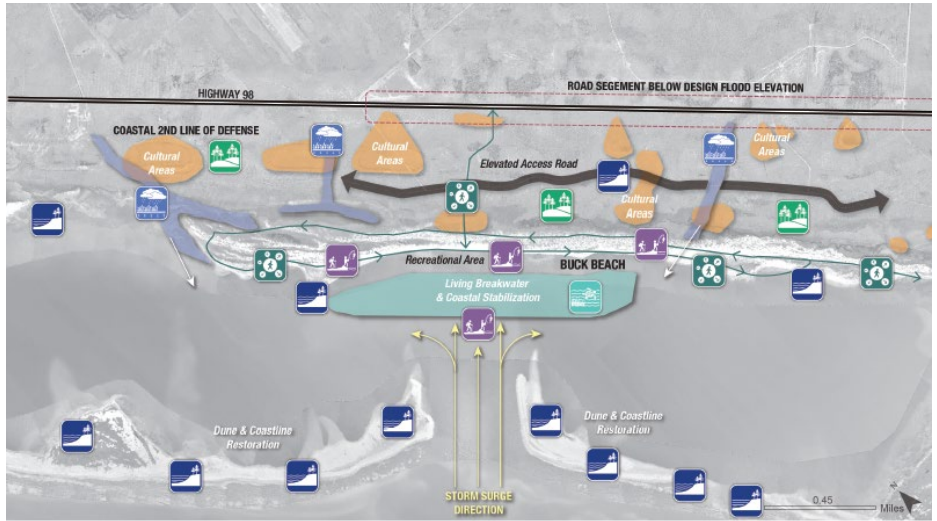 ROAD SEGEMENT BELOW DESIGN FLOOD ELEVATION
HIGHWAY 98
COASTAL 2ND LINE OF DEFENSE
Cultural
Areas
Cultural
Areas
Cultural
Areas
Elevated Access Road
Cultural
Areas
Recreational Area
BUCK BEACH
Living Breakwater
& Coastal Stabilization
Dune & Coastline
Restoration
Dune & Coastline
Restoration
STORM SURGE
DIRECTION
0.45
Miles
N